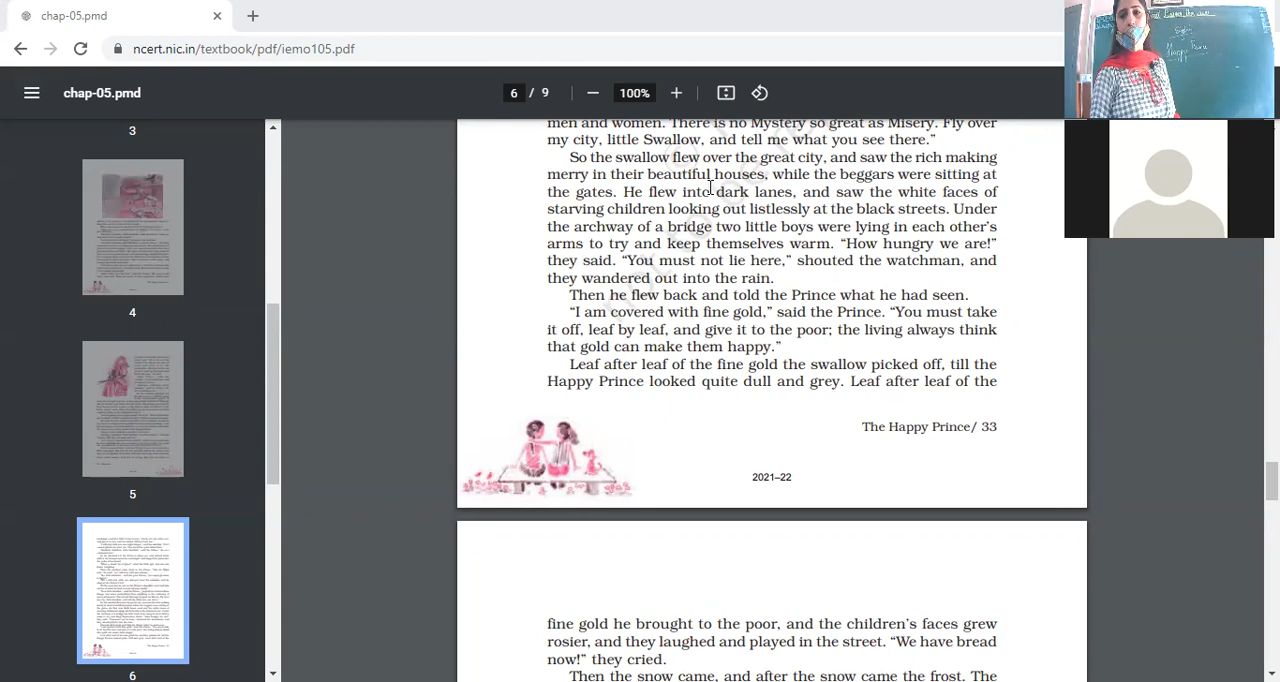 chap-05.pmd
ncert.nic.in/textbook/pdf/iemo105.pdf
chap-05.pmd
6 / 9
100%
3
4
5
6
men and women. There is no Mystery so great as Misery. Fly over
my city, little Swallow, and tell me what you see there.”
So the swallow flew over the great city, and saw the rich making
merry in their beautiful houses, while the beggars were sitting at
the gates. He flew into dark lanes, and saw the white faces of
starving children looking out listlessly at the black streets. Under
the archway of a bridge two little boys were lying in each other’s
arms to try and keep themselves warm. “How hungry we are!”
they said. “You must not lie here,” shouted the watchman, and
they wandered out into the rain.
Then he flew back and told the Prince what he had seen.
“I am covered with fine gold,” said the Prince. “You must take
it off, leaf by leaf, and give it to the poor; the living always think
that gold can make them happy.”
Leaf after leaf of the fine gold the swallow picked off, till the
Happy Prince looked quite dull and grey. Leaf after leaf of the
The Happy Prince/ 33
2021–22
fine gold he brought to the poor, and the children’s faces grew
rosier, and they laughed and played in the street. “We have bread
now!” they cried.
Then the snow came, and after the snow came the frost. The
Happy